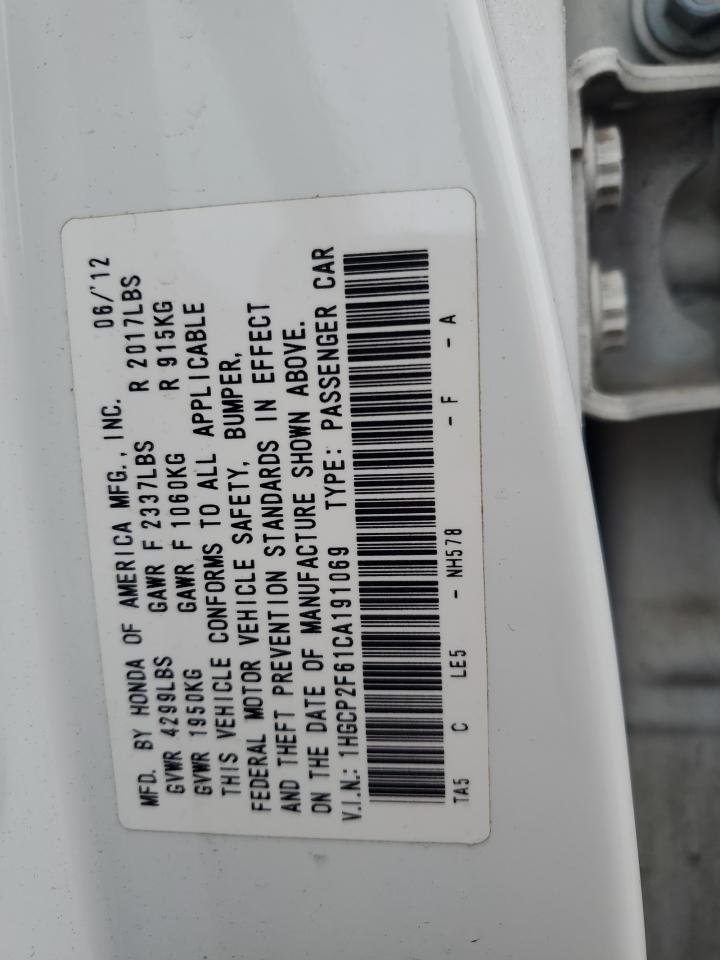 MFD. BY HONDA OF AMERICA MFG., INC. 06/'12
GVWR 4299LBS GAWR F 2337LBS R 2017LBS
GVWR 1950KG GAWR F 1060KG R 915KG
THIS VEHICLE CONFORMS TO ALL APPLICABLE
FEDERAL MOTOR VEHICLE SAFETY, BUMPER,
AND THEFT PREVENTION STANDARDS IN EFFECT
ON THE DATE OF MANUFACTURE SHOWN ABOVE.
V.I.N.: 1HGCP2F61CA191069 TYPE: PASSENGER CAR
TA5 C LE5 - NH578 - F - A